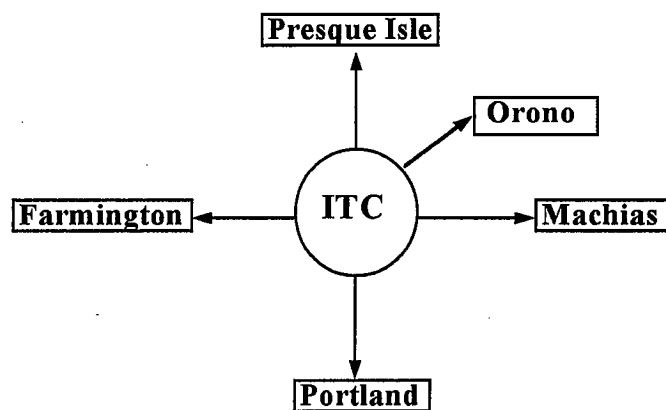 Presque Isle
Orono
ITC
Farmington
Machias
Portland